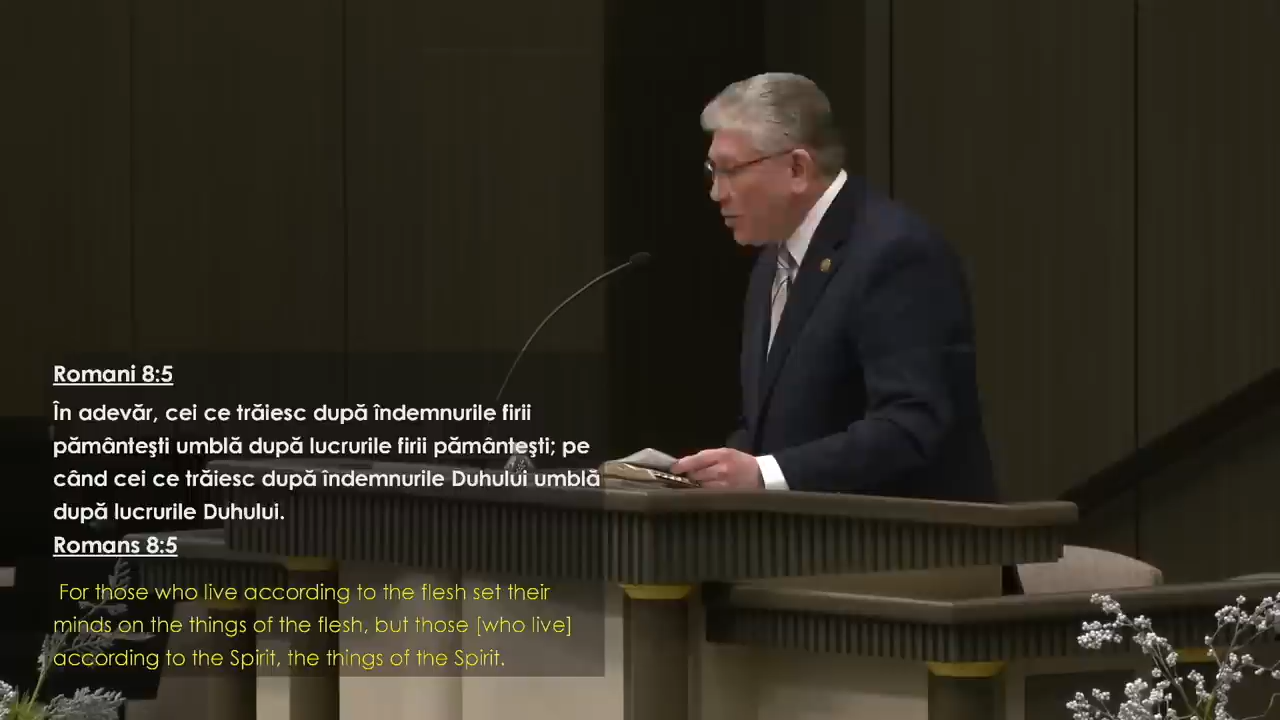 Romani 8:5
În adevăr, cei ce trăiesc după îndemnurile firii
pământeşti umblă după lucrurile firii pământeşti; pe
când cei ce trăiesc după îndemnurile Duhului umblă
după lucrurile Duhului.
Romans 8:5
For those who live according to the flesh set their
minds on the things of the flesh, but those [who live]
according to the Spirit, the things of the Spirit.